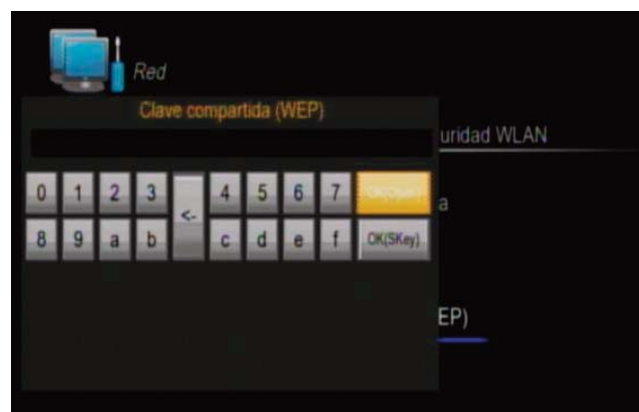 Red
Clave compartida (WEP)
uridad WLAN
0 1 2 3 <- 4 5 6 7
a
8 9 a b c d e f OK(SKey)
EP)